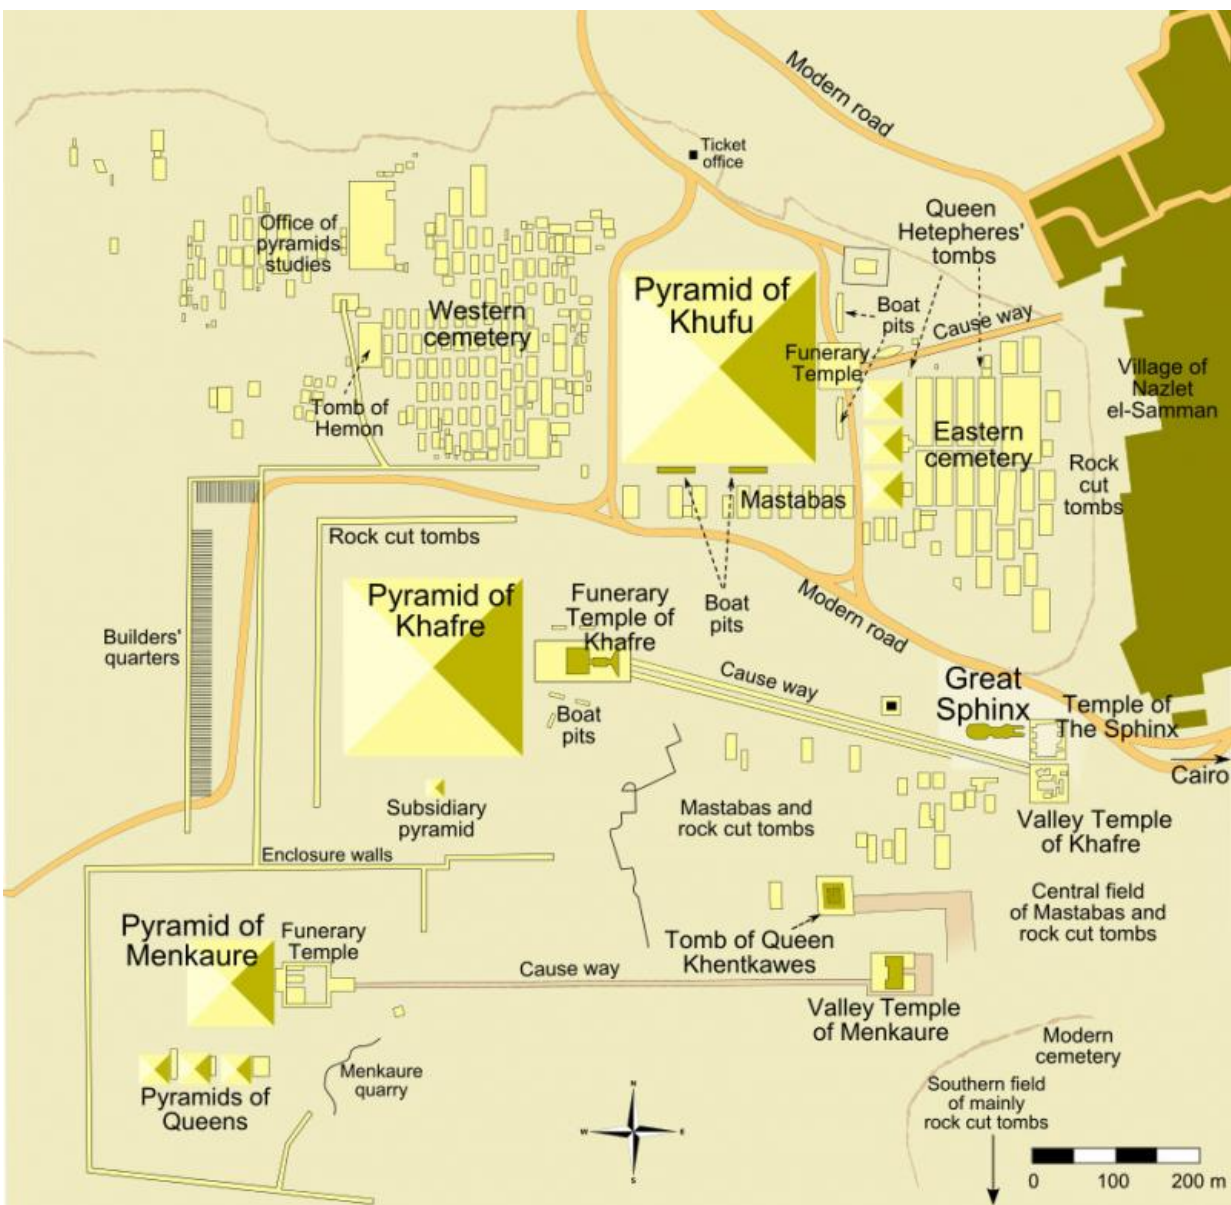 Modern road
Ticket
office
Queen
Hetepheres'
tombs
Office of
pyramids
studies
Pyramid of
Khufu
Boat
pits
Western
cemetery
Cause way
Funerary
Temple
Village of
Nazlet
el-Samman
Tomb of
Hemon
Eastern
cemetery
Rock
cut
tombs
Mastabas
Rock cut tombs
Pyramid of
Khafre
Funerary
Temple of
Khafre
Boat
pits
Modern road
Builders'
quarters
Cause way
Great
Sphinx
Temple of
The Sphinx
Boat
pits
Cairo
Subsidiary
pyramid
Mastabas and
rock cut tombs
Valley Temple
of Khafre
Enclosure walls
Central field
of Mastabas and
rock cut tombs
Pyramid of
Menkaure
Funerary
Temple
Tomb of Queen
Khentkawes
Cause way
Valley Temple
of Menkaure
Modern
cemetery
Menkaure
quarry
Pyramids of
Queens
Southern field
of mainly
rock cut tombs
N
W E
S
0 100 200 m